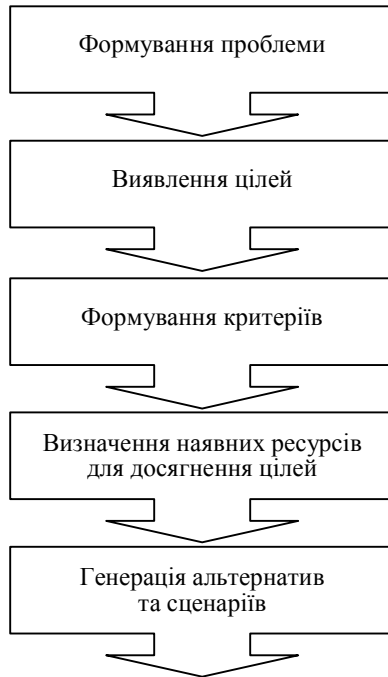 Формування проблеми
Виявлення цілей
Формування критеріїв
Визначення наявних ресурсів
для досягнення цілей
Генерація альтернатив
та сценаріїв